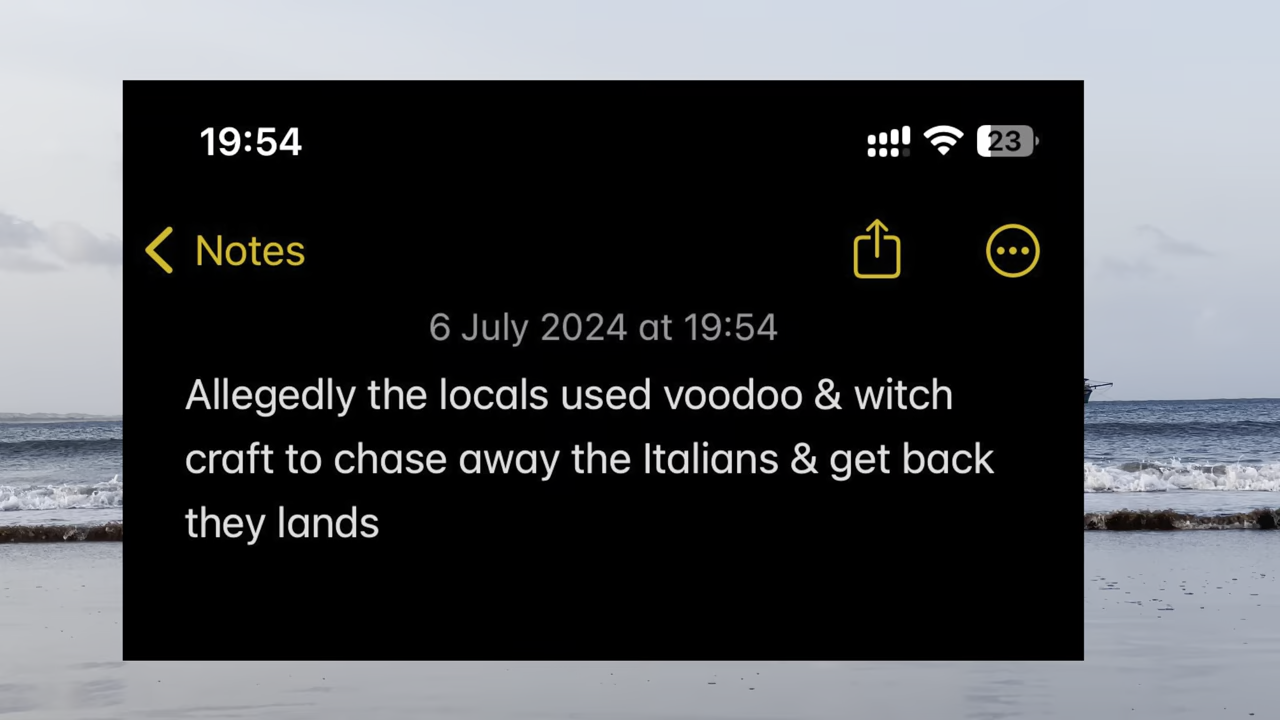 19:54
23
Notes
6 July 2024 at 19:54
Allegedly the locals used voodoo & witch
craft to chase away the Italians & get back
they lands